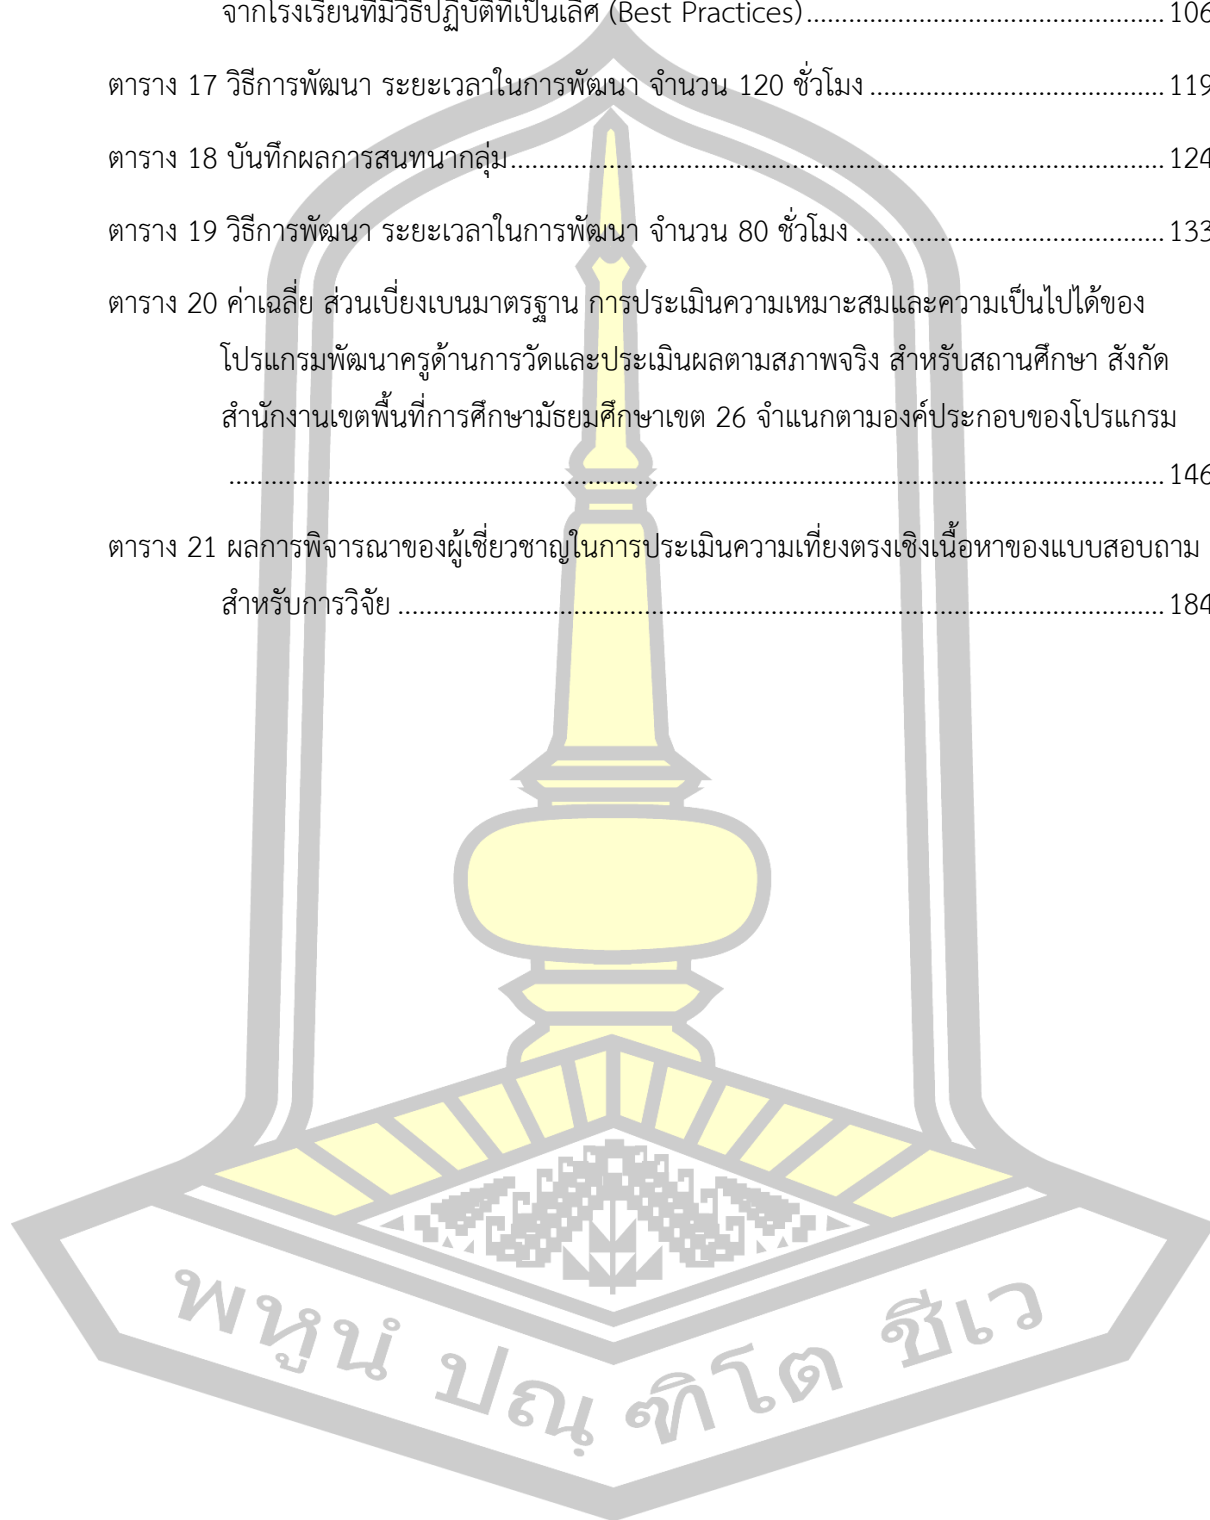 จากโรงเรียนที่มีวิธีปฏิบัติที่เป็นเลิศ (Best Practices) ............................................ 106
ตาราง 17 วิธีการพัฒนา ระยะเวลาในการพัฒนา จำนวน 120 ชั่วโมง ............................................ 119
ตาราง 18 บันทึกผลการสนทนากลุ่ม ............................................ 124
ตาราง 19 วิธีการพัฒนา ระยะเวลาในการพัฒนา จำนวน 80 ชั่วโมง ............................................ 133
ตาราง 20 ค่าเฉลี่ย ส่วนเบี่ยงเบนมาตรฐาน การประเมินความเหมาะสมและความเป็นไปได้ของ
โปรแกรมพัฒนาครูด้านการวัดและประเมินผลตามสภาพจริง สำหรับสถานศึกษา สังกัด
สำนักงานเขตพื้นที่การศึกษามัธยมศึกษาเขต 26 จำแนกตามองค์ประกอบของโปรแกรม
............................................ 146
ตาราง 21 ผลการพิจารณาของผู้เชี่ยวชาญในการประเมินความเที่ยงตรงเชิงเนื้อหาของแบบสอบถาม
สำหรับการวิจัย ............................................ 184
พหูนํ ปณฺฑิโต ชีเว